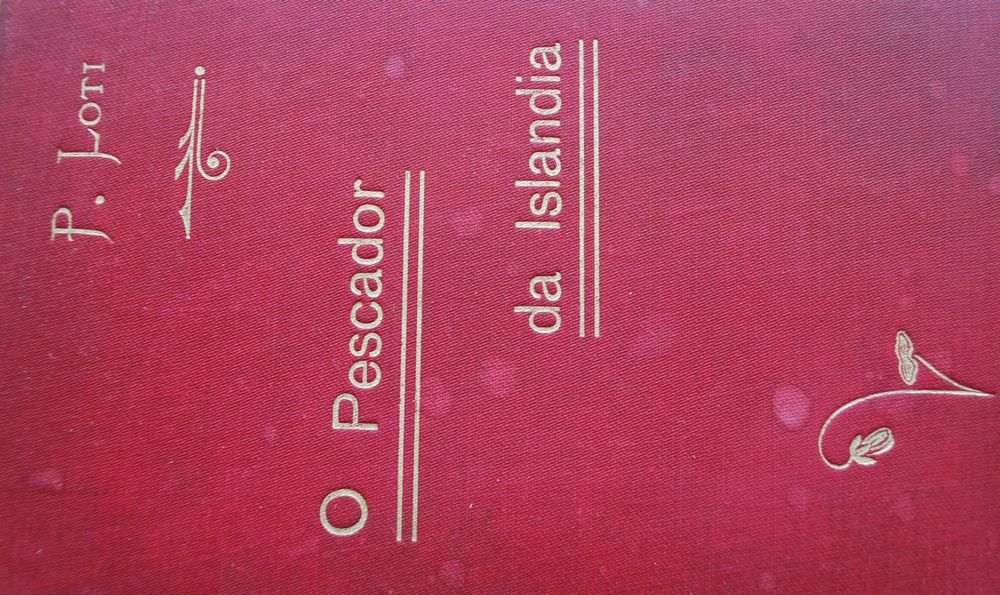 P. LOTI
O Pescador
da Islandia